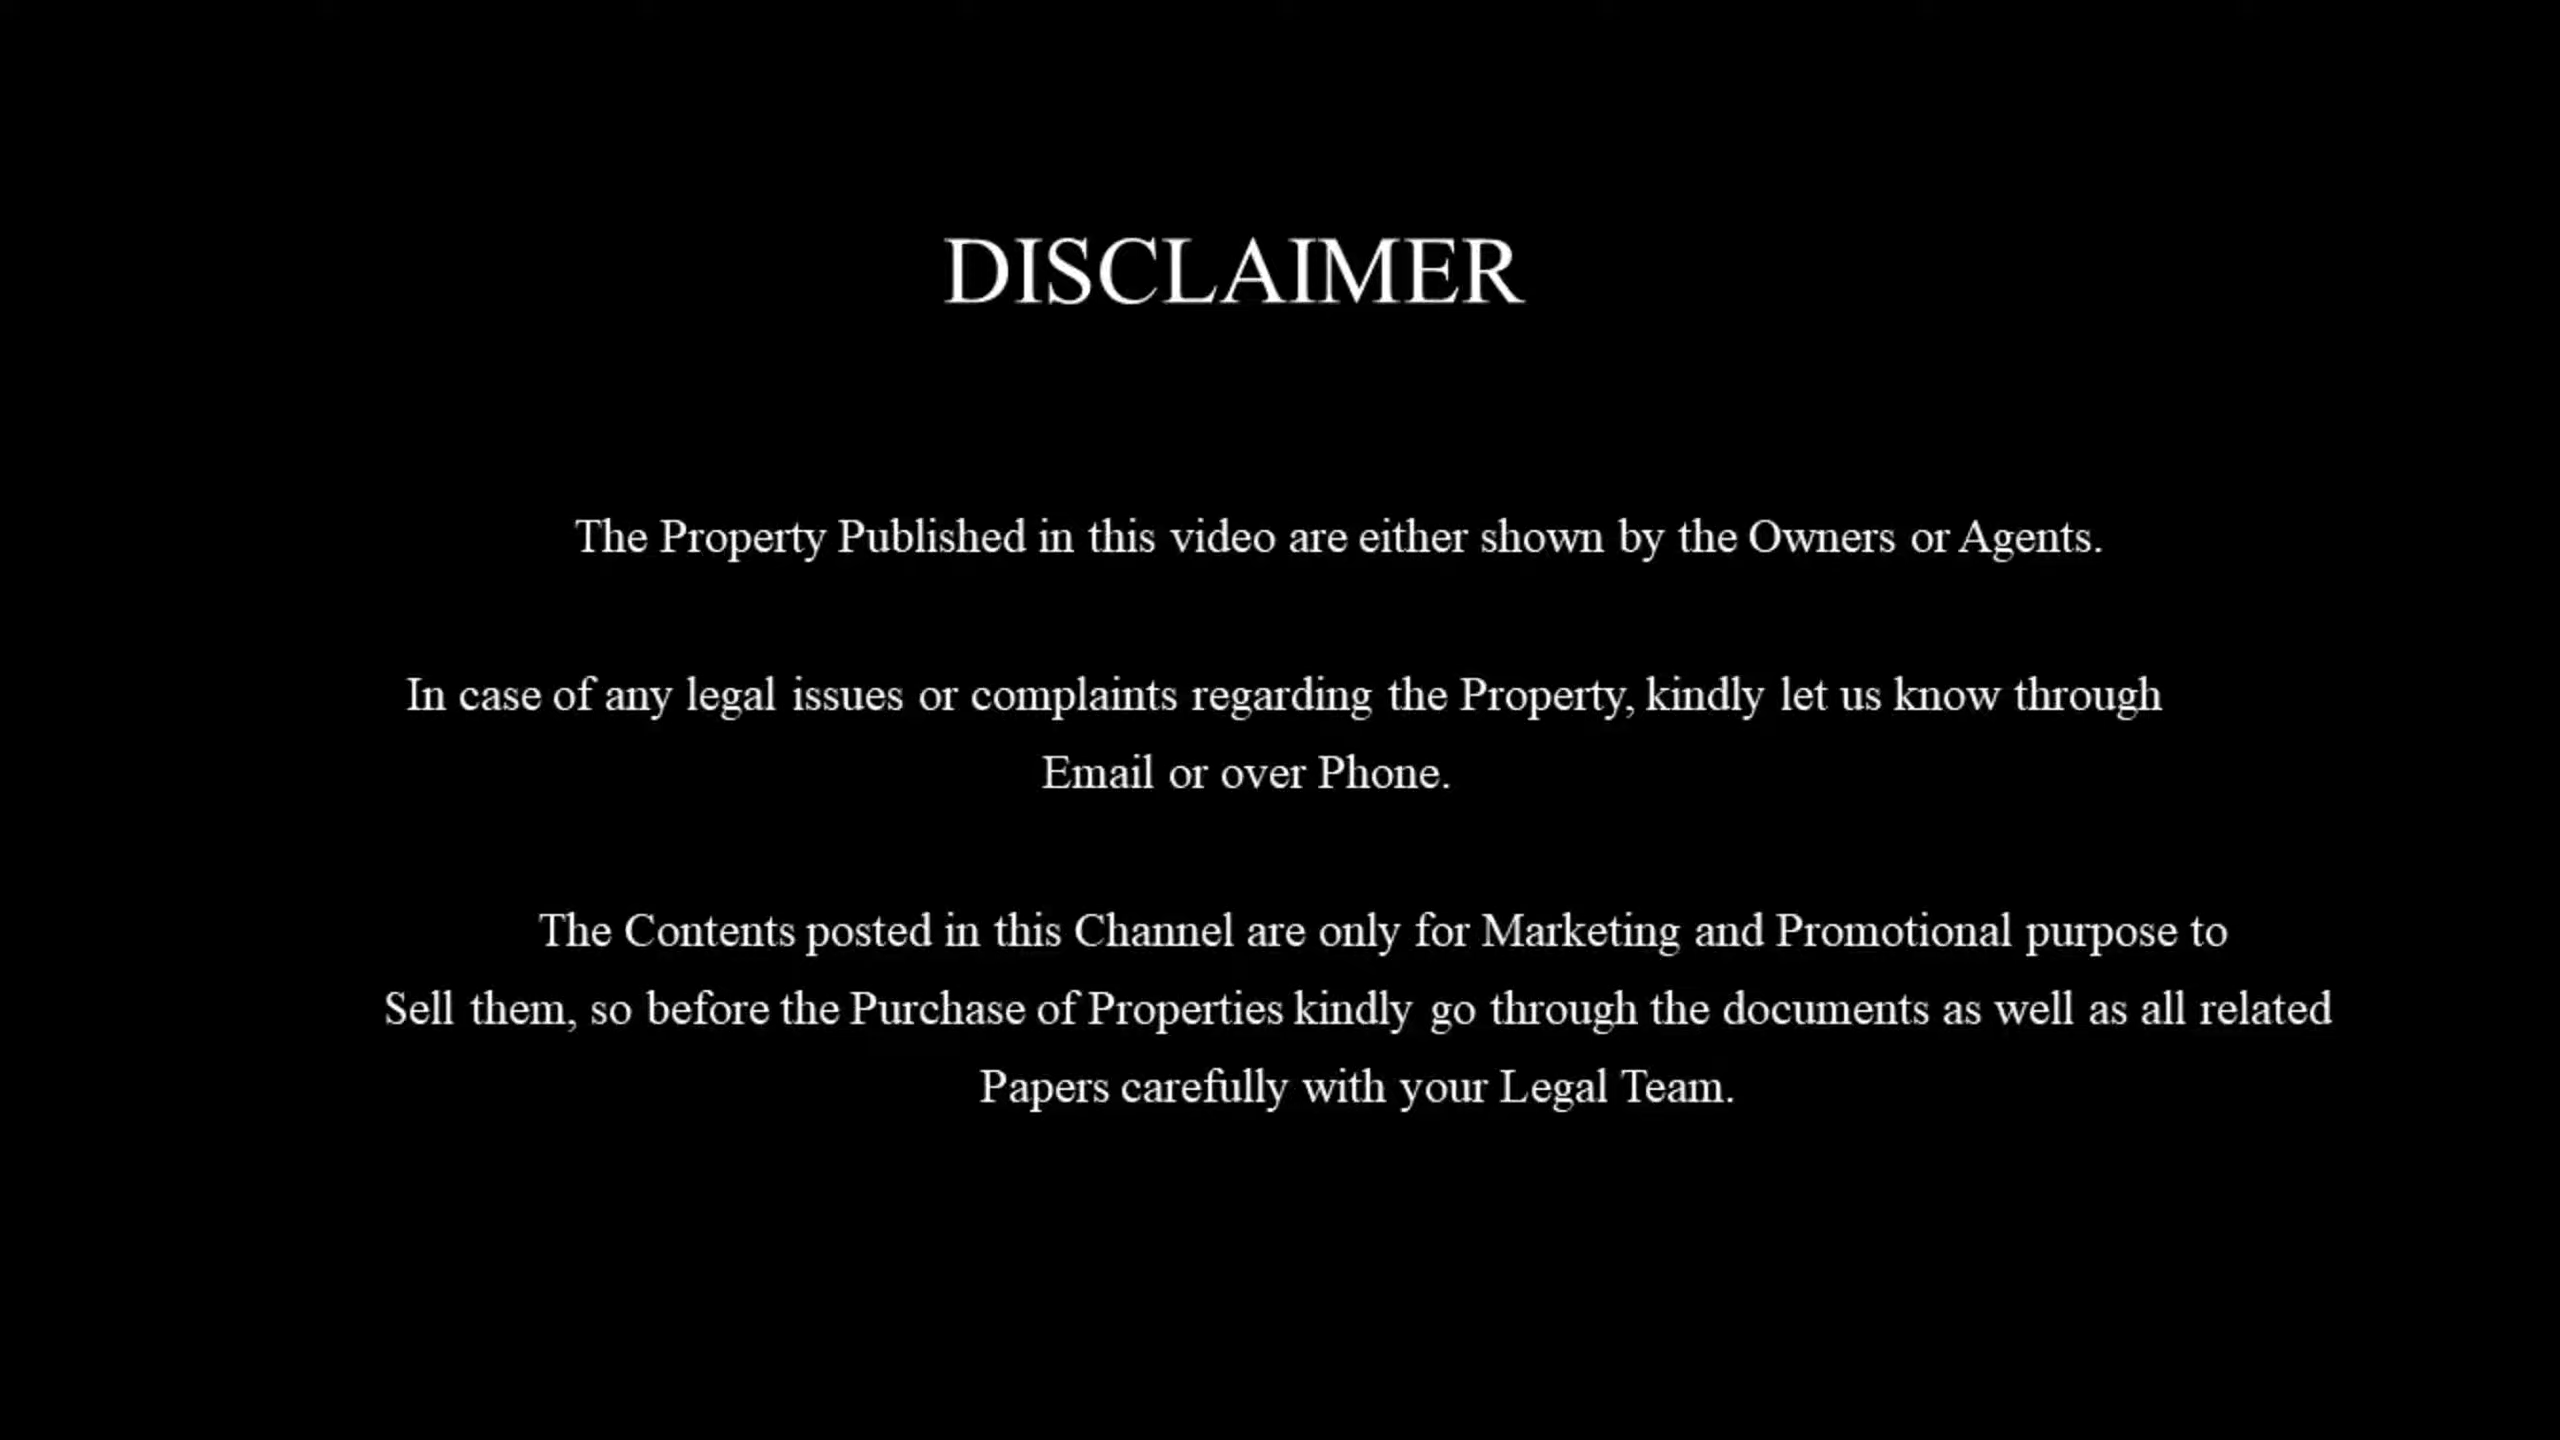 DISCLAIMER
The Property Published in this video are either shown by the Owners or Agents.
In case of any legal issues or complaints regarding the Property, kindly let us know through
Email or over Phone.
The Contents posted in this Channel are only for Marketing and Promotional purpose to
Sell them, so before the Purchase of Properties kindly go through the documents as well as all related
Papers carefully with your Legal Team.